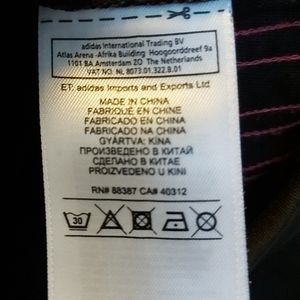 adidas International Trading BV
Atlas Arena -Afrika Building Hoogoorddreef 9a
1101 BA Amsterdam ZO The Netherlands
VAT NO: NL 8073.01.322.B.01
ET: adidas Imports and Exports Ltd
MADE IN CHINA
FABRIQUÉ EN CHINE
FABRICADO EN CHINA
FABRICADO NA CHINA
GYÁRTVA: KÍNA
ПРОИЗВЕДЕНО В КИТАЙ
СДЕЛАНО В КИТАЕ
PROIZVEDENO U KINI
RN# 88387 CA# 40312
30